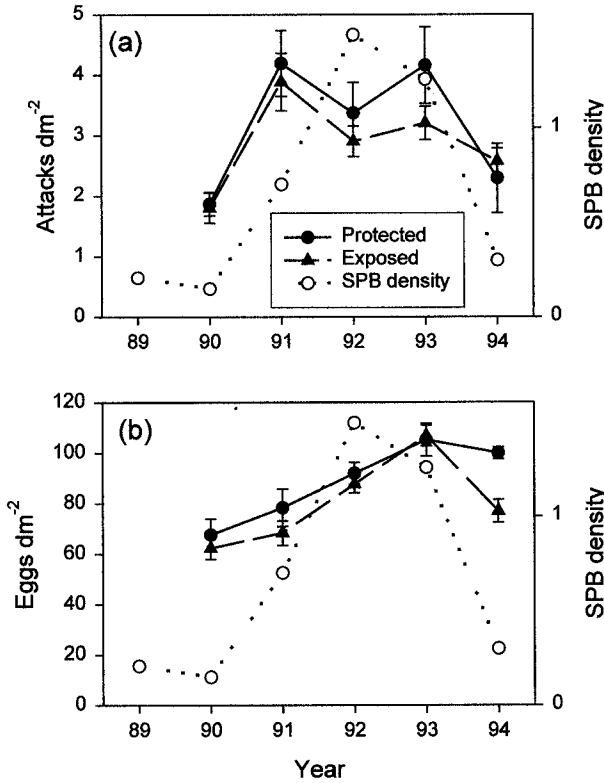 (a)
5
4
3
2
1
0
Attacks dm-2
1
0
SPB density
Protected
Exposed
SPB density
89 90 91 92 93 94
(b)
120
100
80
60
40
20
0
Eggs dm-2
1
0
SPB density
89 90 91 92 93 94
Year